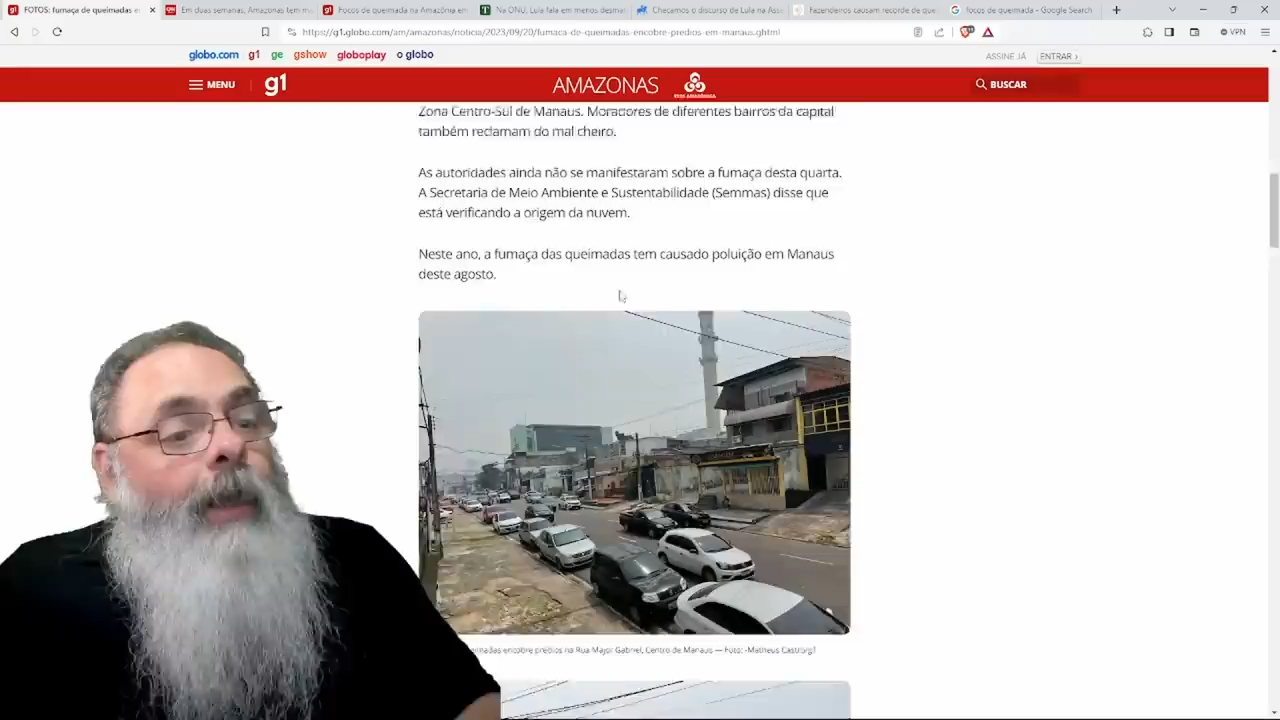 FOTOS: fumaça de queimadas e
Em duas semanas, Amazonas tem m
Focos de queimada na Amazônia em
Na ONU, Lula fala em menos desmat
Checamos o discurso de Lula na Ass
Fazendeiros causam recorde de que
focos de queimada - Google Search
https://g1.globo.com/am/amazonas/noticia/2023/09/20/fumaca-de-queimadas-encobre-predios-em-manaus.ghtml
VPN
globo.com g1 ge gshow globoplay o globo
ASSINE JÁ ENTRAR
MENU g1 AMAZONAS REDE AMAZÔNICA BUSCAR
Zona Centro-Sul de Manaus. Moradores de diferentes bairros da capital
também reclamam do mal cheiro.
As autoridades ainda não se manifestaram sobre a fumaça desta quarta.
A Secretaria de Meio Ambiente e Sustentabilidade (Semmas) disse que
está verificando a origem da nuvem.
Neste ano, a fumaça das queimadas tem causado poluição em Manaus
deste agosto.
eimadas encobre prédios na Rua Major Gabriel, Centro de Manaus — Foto: -Matheus Castro/g1